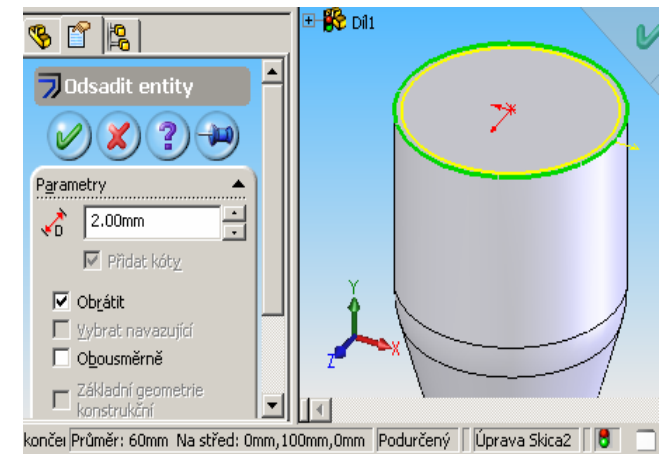 Díl1
Odsadit entity
?
Parametry
D
2.00mm
Přidat kóty
Obrátit
Vybrat navazující
Obousměrně
Základní geometrie
konstrukční
Y
X
Z
končei Průměr: 60mm Na střed: 0mm,100mm,0mm Podurčený Úprava Skica2